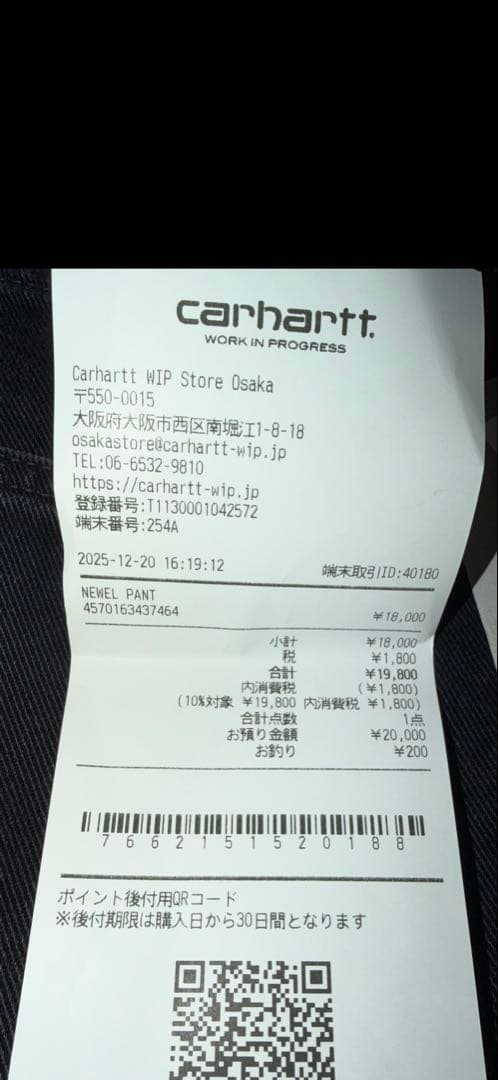 carhartt.
WORK IN PROGRESS
Carhartt WIP Store Osaka
〒550-0015
大阪府大阪市西区南堀江1-8-18
osakastore@carhartt-wip.jp
TEL:06-6532-9810
https://carhartt-wip.jp
登録番号:T1130001042572
端末番号:254A
2025-12-20 16:19:12 端末取引ID:40180
NEWEL PANT
4570163437464 ¥18,000
小計 ¥18,000
税 ¥1,800
合計 ¥19,800
内消費税 (¥1,800)
(10%対象 ¥19,800 内消費税 ¥1,800)
合計点数 1点
お預り金額 ¥20,000
お釣り ¥200
7662151520188
ポイント後付用QRコード
※後付期限は購入日から30日間となります